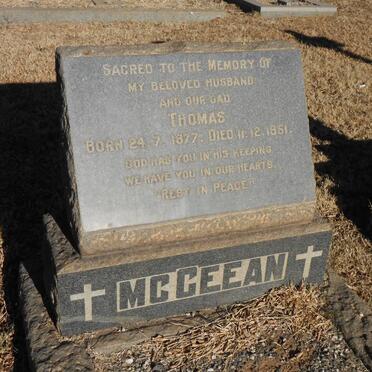 SACRED TO THE MEMORY OF
MY BELOVED HUSBAND
AND OUR DAD
THOMAS
BORN 24.7.1877. DIED 11.12.1951.
GOD HAS YOU IN HIS KEEPING
WE HAVE YOU IN OUR HEARTS.
"REST IN PEACE"
MCGEEAN